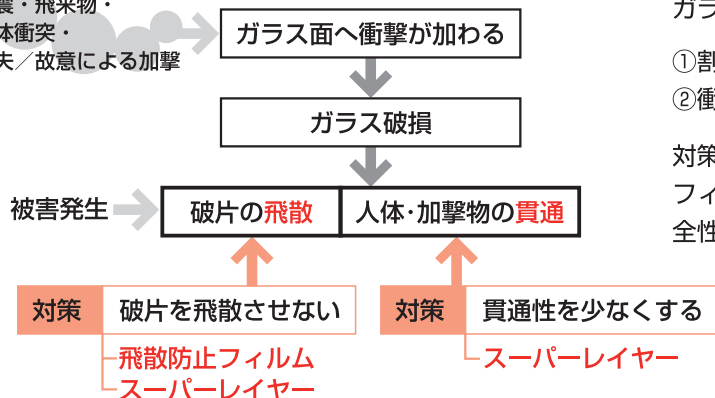 震・飛来物・
体衝突・
失／故意による加撃
ガラス面へ衝撃が加わる
ガラス破損
被害発生
破片の飛散
人体・加撃物の貫通
対策
破片を飛散させない
飛散防止フィルム
スーパーレイヤー
対策
貫通性を少なくする
スーパーレイヤー
ガラ
①割
②衝
対策
フィ
全性